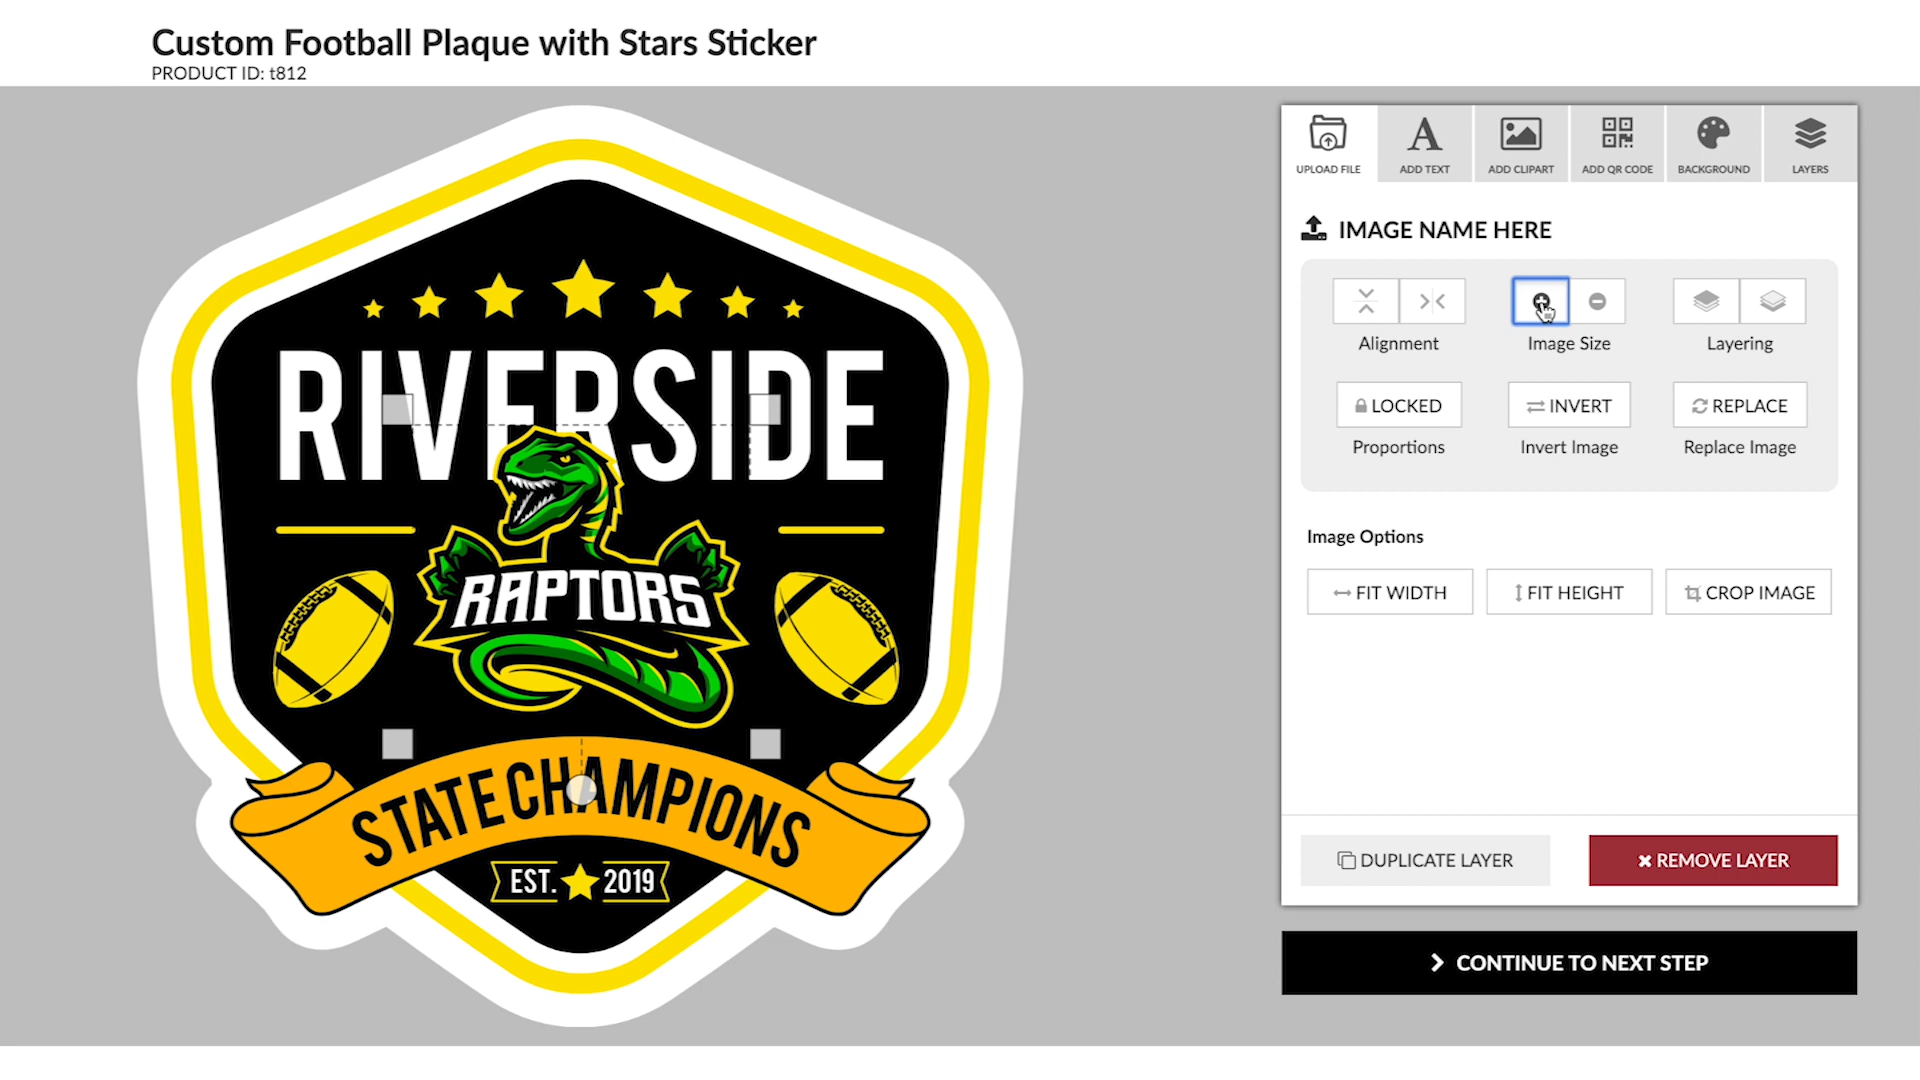 Custom Football Plaque with Stars Sticker
PRODUCT ID: t812
RIVERSIDE
RAPTORS
STATE CHAMPIONS
EST. 2019
UPLOAD FILE
ADD TEXT
ADD CLIPART
ADD QR CODE
BACKGROUND
LAYERS
IMAGE NAME HERE
Alignment
Image Size
Layering
LOCKED
INVERT
REPLACE
Proportions
Invert Image
Replace Image
Image Options
FIT WIDTH
FIT HEIGHT
CROP IMAGE
DUPLICATE LAYER
REMOVE LAYER
CONTINUE TO NEXT STEP